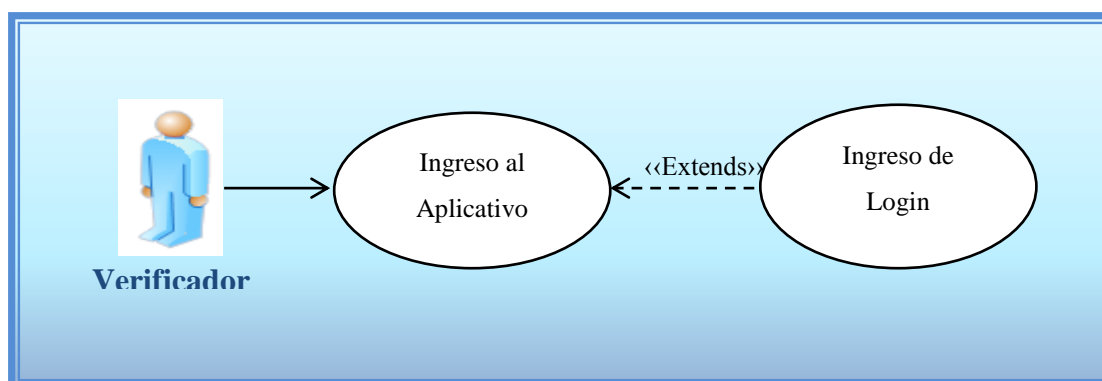 Ingreso al
Aplicativo
‹‹Extends››
Ingreso de
Login
Verificador